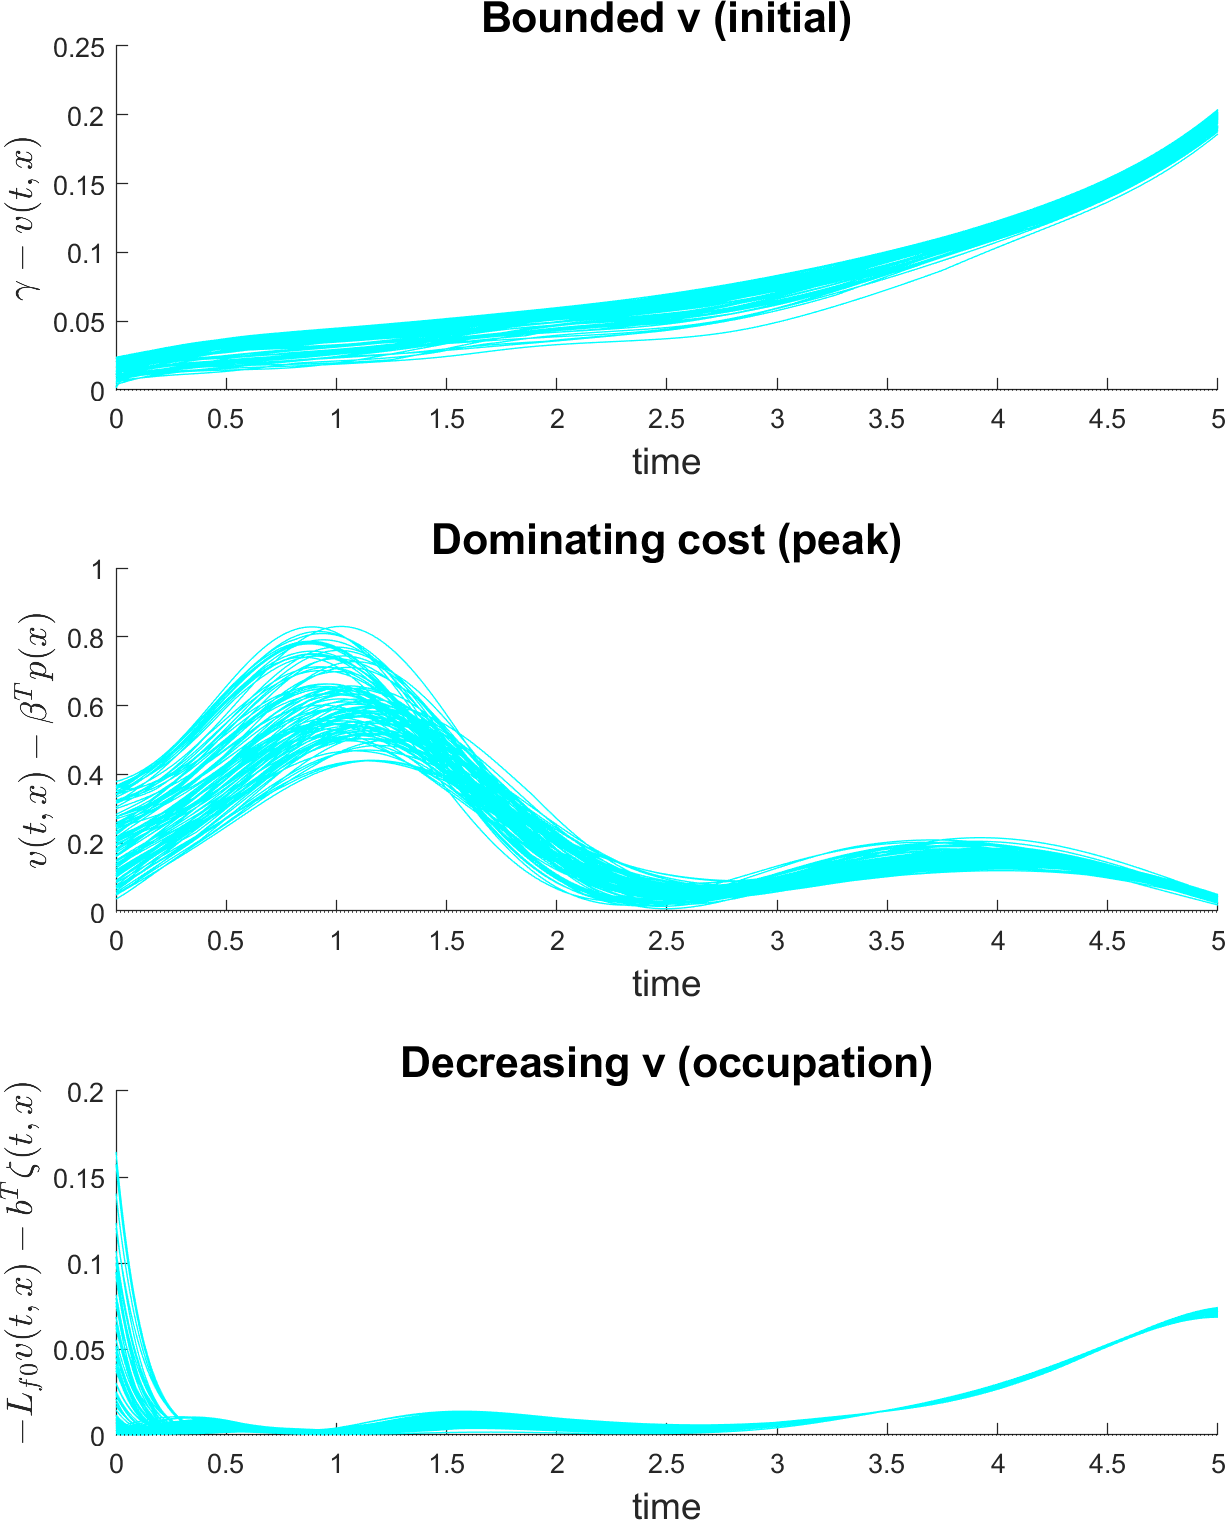 Bounded v (initial)
0.25
0.2
0.15
0.1
0.05
0
γ − v(t, x)
0 0.5 1 1.5 2 2.5 3 3.5 4 4.5 5
time
Dominating cost (peak)
1
0.8
0.6
0.4
0.2
0
v(t, x) − β^T p(x)
0 0.5 1 1.5 2 2.5 3 3.5 4 4.5 5
time
Decreasing v (occupation)
0.2
0.15
0.1
0.05
0
−L_{f0}v(t, x) − b^T ζ(t, x)
0 0.5 1 1.5 2 2.5 3 3.5 4 4.5 5
time